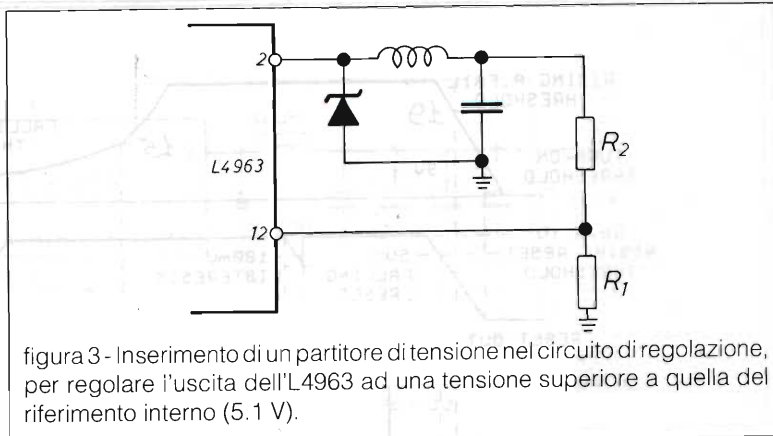 2
L4963
R2
12
R1
figura 3 - Inserimento di un partitore di tensione nel circuito di regolazione,
per regolare l'uscita dell'L4963 ad una tensione superiore a quella del
riferimento interno (5.1 V).